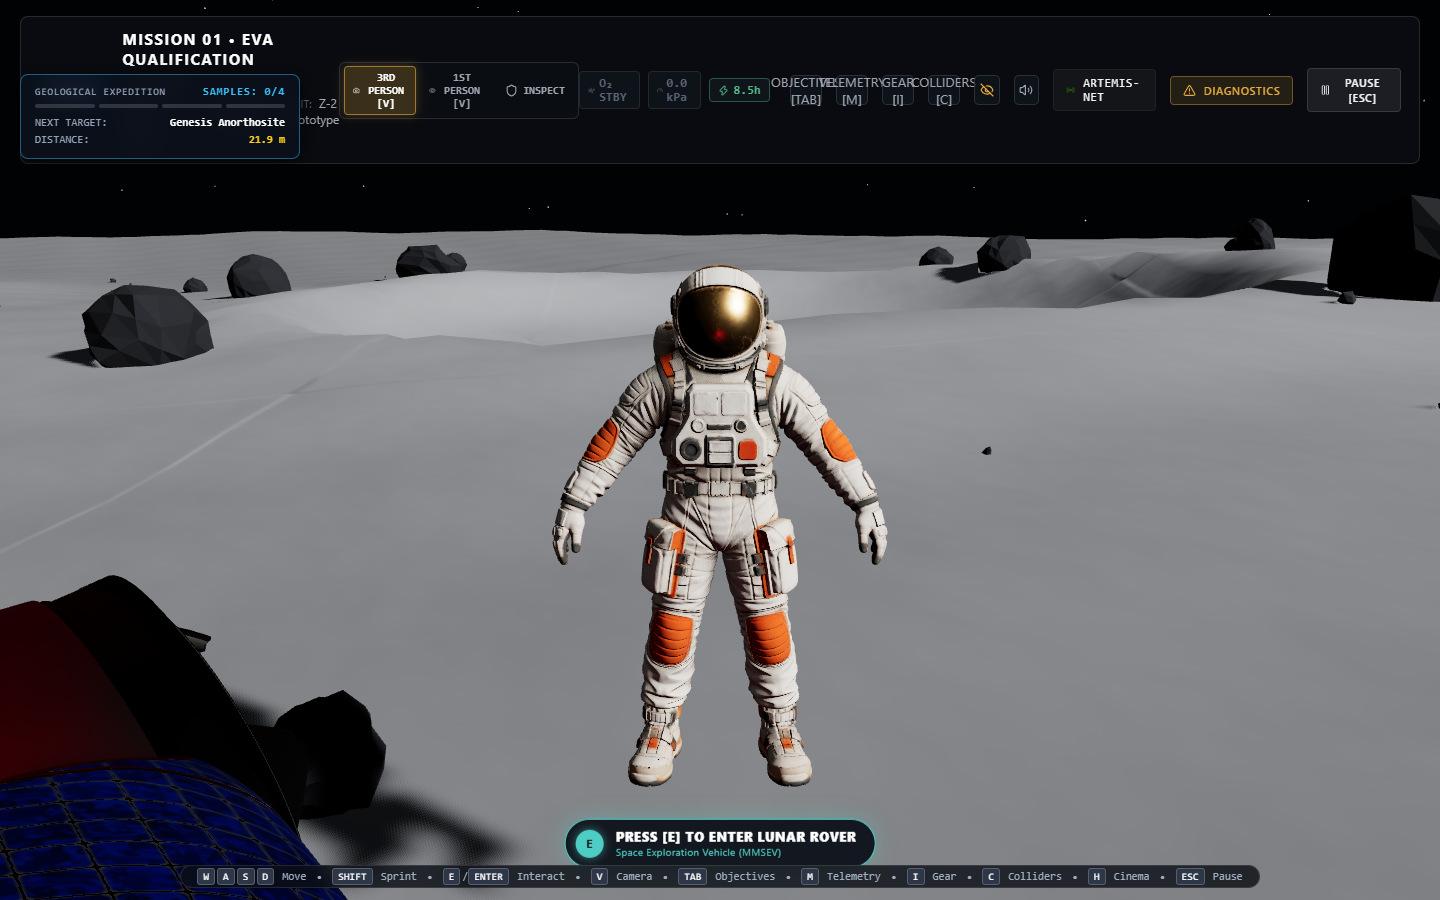 MISSION 01 • EVA
QUALIFICATION
GEOLOGICAL EXPEDITION SAMPLES: 0/4
NEXT TARGET: Genesis Anorthosite
DISTANCE: 21.9 m
Z-2
ototype
3RD
PERSON
[V]
1ST
PERSON
[V]
INSPECT
O₂
STBY
0.0
kPa
8.5h
OBJECTIVE
[TAB]
TELEMETRY
[M]
GEAR
[I]
COLLIDERS
[C]
ARTEMIS-
NET
DIAGNOSTICS
PAUSE
[ESC]
E
PRESS [E] TO ENTER LUNAR ROVER
Space Exploration Vehicle (MMSEV)
W A S D Move • SHIFT Sprint • E / ENTER Interact • V Camera • TAB Objectives • M Telemetry • I Gear • C Colliders • H Cinema • ESC Pause